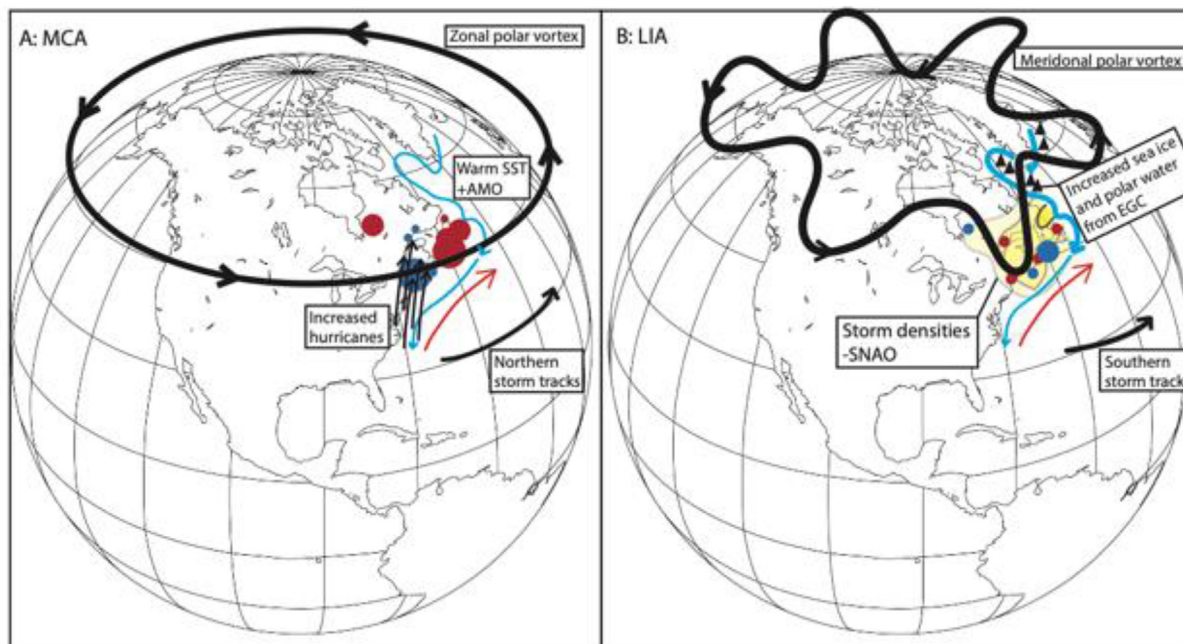 A: MCA
Zonal polar vortex
Warm SST
+AMO
Increased
hurricanes
Northern
storm tracks
B: LIA
Meridonal polar vortex
Increased sea ice
and polar water
from EGC
Storm densities
-SNAO
Southern
storm track